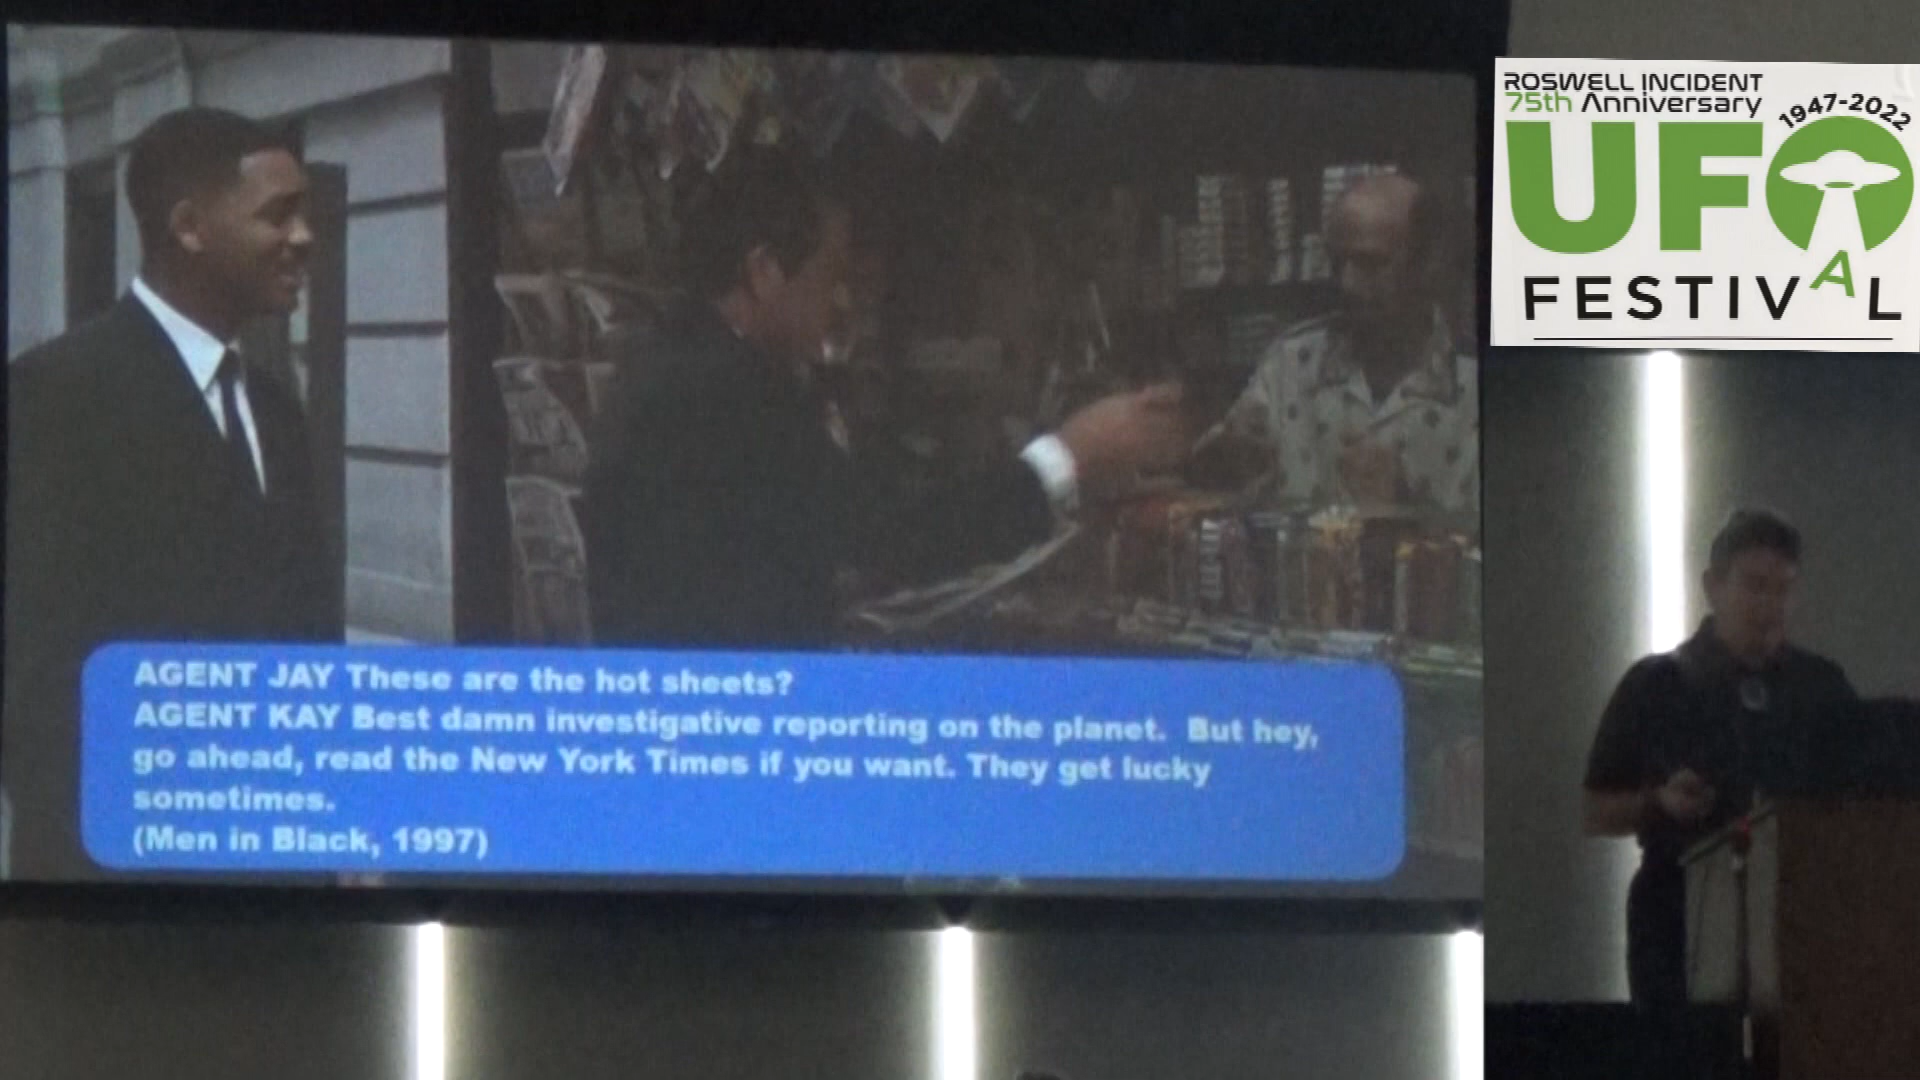 AGENT JAY These are the hot sheets?
AGENT KAY Best damn investigative reporting on the planet. But hey,
go ahead, read the New York Times if you want. They get lucky
sometimes.
(Men in Black, 1997)
ROSWELL INCIDENT
75th Anniversary
1947-2022
UFO
FESTIVAL